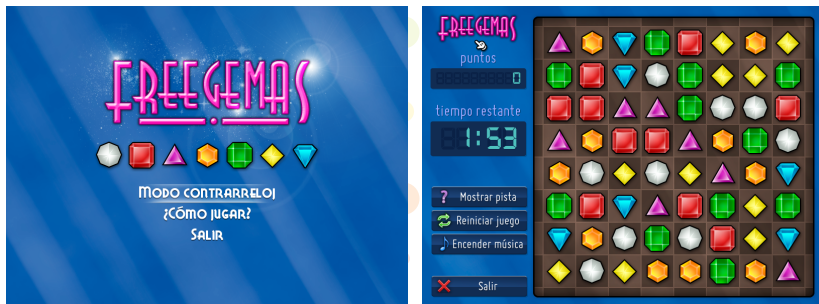 FREEGEMAS
Modo contrarreloj
¿Cómo jugar?
Salir
FREEGEMAS
puntos
0
tiempo restante
1:53
? Mostrar pista
Reiniciar juego
Encender música
Salir